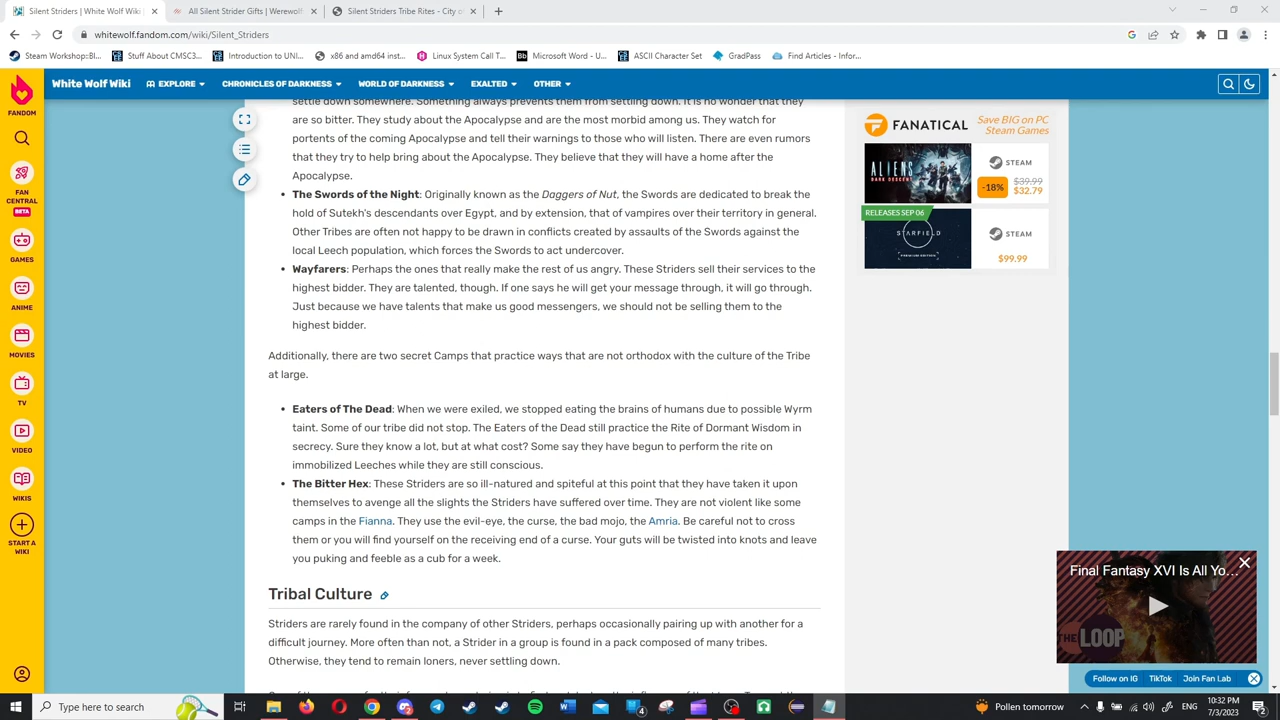 Silent Striders | White Wolf Wiki |
All Silent Strider Gifts | Werewolf
Silent Striders Tribe Rites - City of
whitewolf.fandom.com/wiki/Silent_Striders
Steam Workshop:Bl...
Stuff About CMSC3...
Introduction to UNI...
x86 and amd64 inst...
Linux System Call T...
Microsoft Word - U...
ASCII Character Set
GradPass
Find Articles - Infor...
FANDOM
White Wolf Wiki
EXPLORE
CHRONICLES OF DARKNESS
WORLD OF DARKNESS
EXALTED
OTHER
FAN
CENTRAL
BETA
GAMES
ANIME
MOVIES
TV
VIDEO
WIKIS
START A
WIKI
settle down somewhere. Something always prevents them from settling down. It is no wonder that they
are so bitter. They study about the Apocalypse and are the most morbid among us. They watch for
portents of the coming Apocalypse and tell their warnings to those who will listen. There are even rumors
that they try to help bring about the Apocalypse. They believe that they will have a home after the
Apocalypse.
• The Swords of the Night: Originally known as the Daggers of Nut, the Swords are dedicated to break the
hold of Sutekh's descendants over Egypt, and by extension, that of vampires over their territory in general.
Other Tribes are often not happy to be drawn in conflicts created by assaults of the Swords against the
local Leech population, which forces the Swords to act undercover.
• Wayfarers: Perhaps the ones that really make the rest of us angry. These Striders sell their services to the
highest bidder. They are talented, though. If one says he will get your message through, it will go through.
Just because we have talents that make us good messengers, we should not be selling them to the
highest bidder.
Additionally, there are two secret Camps that practice ways that are not orthodox with the culture of the Tribe
at large.
• Eaters of The Dead: When we were exiled, we stopped eating the brains of humans due to possible Wyrm
taint. Some of our tribe did not stop. The Eaters of the Dead still practice the Rite of Dormant Wisdom in
secrecy. Sure they know a lot, but at what cost? Some say they have begun to perform the rite on
immobilized Leeches while they are still conscious.
• The Bitter Hex: These Striders are so ill-natured and spiteful at this point that they have taken it upon
themselves to avenge all the slights the Striders have suffered over time. They are not violent like some
camps in the Fianna. They use the evil-eye, the curse, the bad mojo, the Amria. Be careful not to cross
them or you will find yourself on the receiving end of a curse. Your guts will be twisted into knots and leave
you puking and feeble as a cub for a week.
Tribal Culture
Striders are rarely found in the company of other Striders, perhaps occasionally pairing up with another for a
difficult journey. More often than not, a Strider in a group is found in a pack composed of many tribes.
Otherwise, they tend to remain loners, never settling down.
FANATICAL
Save BIG on PC
Steam Games
ALIENS
DARK DESCENT
STEAM
-18%
$39.99
$32.79
RELEASES SEP 06
STARFIELD
PREMIUM EDITION
STEAM
$99.99
Final Fantasy XVI Is All Yo...
THE LOOP
Follow on IG
TikTok
Join Fan Lab
Type here to search
Pollen tomorrow
10:32 PM
7/3/2023